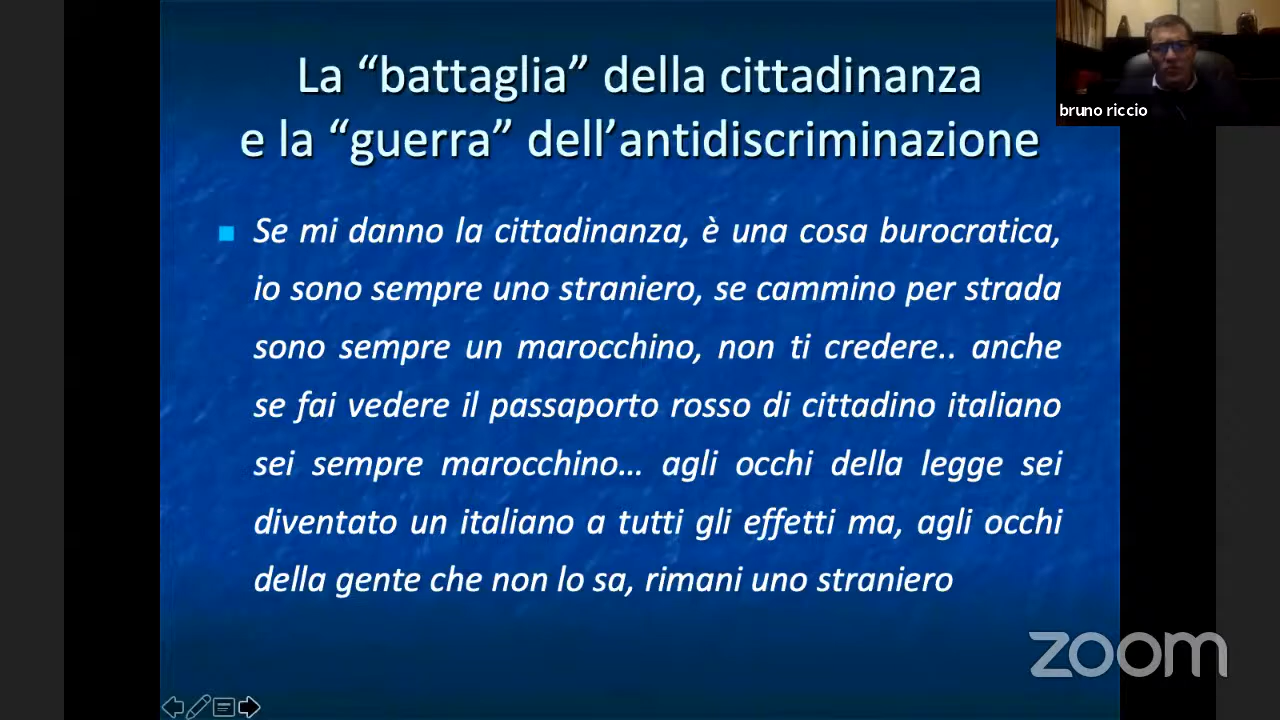 La “battaglia” della cittadinanza
e la “guerra” dell’antidiscriminazione
bruno riccio
Se mi danno la cittadinanza, è una cosa burocratica,
io sono sempre uno straniero, se cammino per strada
sono sempre un marocchino, non ti credere.. anche
se fai vedere il passaporto rosso di cittadino italiano
sei sempre marocchino… agli occhi della legge sei
diventato un italiano a tutti gli effetti ma, agli occhi
della gente che non lo sa, rimani uno straniero
zoom